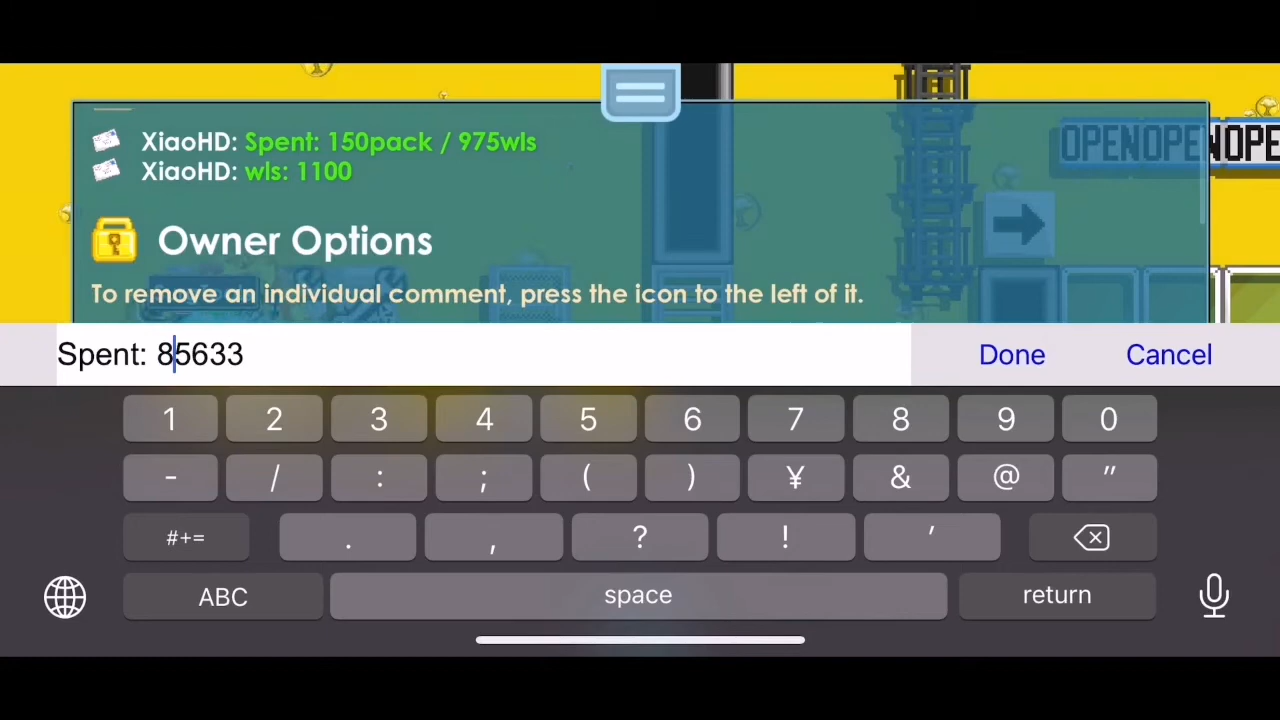 XiaoHD: Spent: 150pack / 975wls
XiaoHD: wls: 1100
OPENOPENOPE
Owner Options
To remove an individual comment, press the icon to the left of it.
Spent: 85633
Done
Cancel
1 2 3 4 5 6 7 8 9 0
- / : ; ( ) ¥ & @ "
#+= . , ? ! '
ABC space return